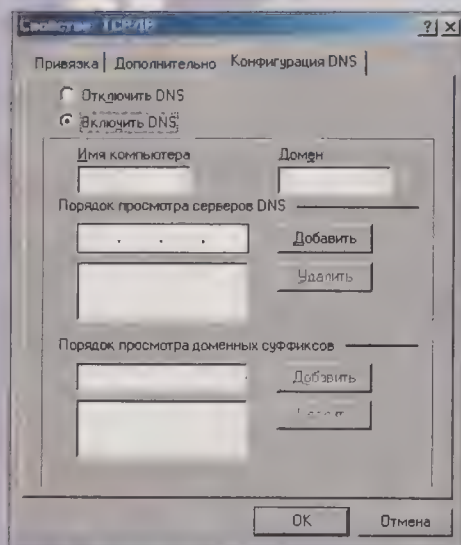 Свойства: TCP/IP
? ×
Привязка Дополнительно Конфигурация DNS
Отключить DNS
Включить DNS
Имя компьютера Домен
Порядок просмотра серверов DNS
. . .
Добавить
Удалить
Порядок просмотра доменных суффиксов
Добавить
OK Отмена